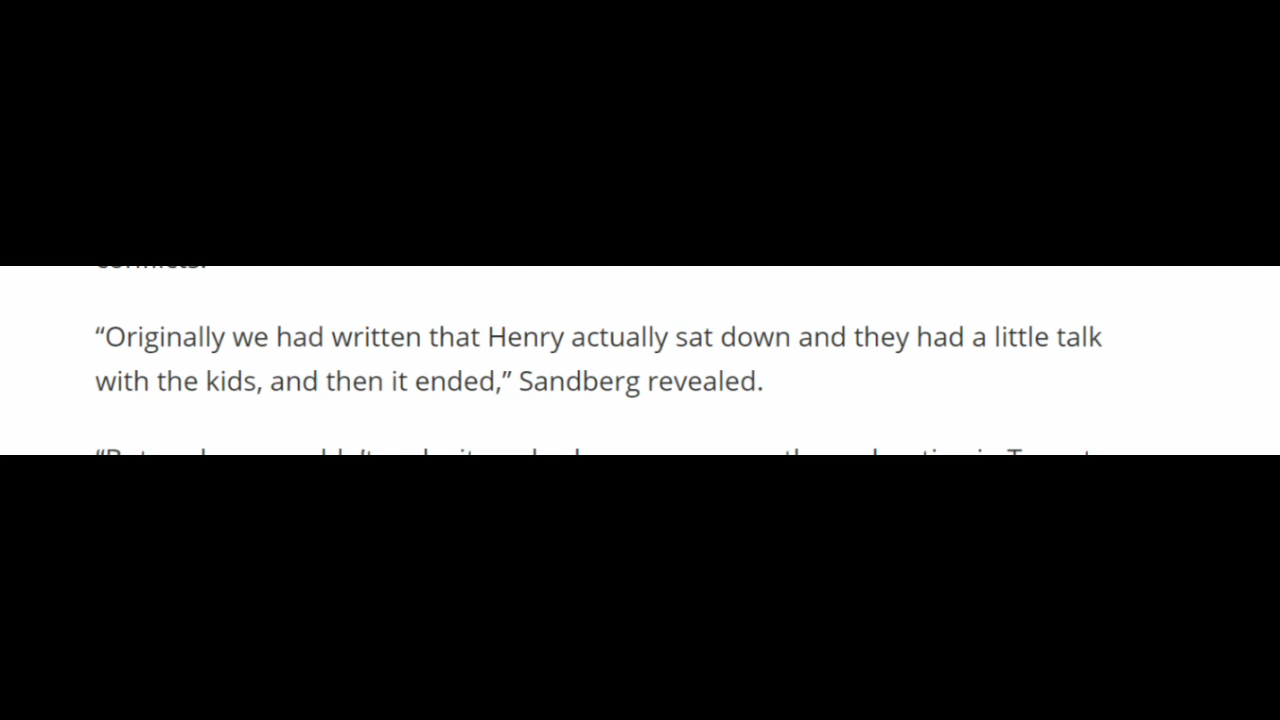 conflicts.
“Originally we had written that Henry actually sat down and they had a little talk
with the kids, and then it ended,” Sandberg revealed.